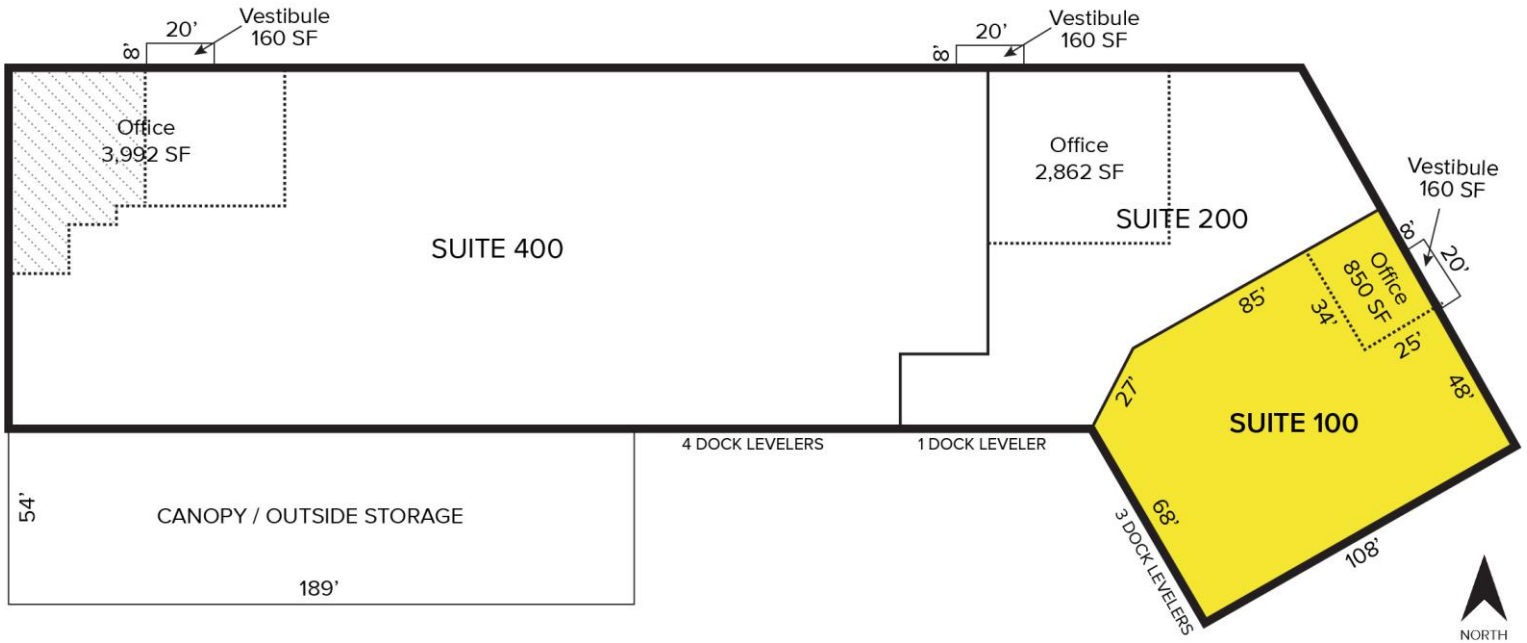 20’
Vestibule
160 SF
8’
20’
Vestibule
160 SF
8’
Office
3,992 SF
Office
2,862 SF
Vestibule
160 SF
SUITE 400
SUITE 200
8’
20’
Office
850 SF
85’
34’
25’
27’
48’
SUITE 100
4 DOCK LEVELERS
1 DOCK LEVELER
54’
CANOPY / OUTSIDE STORAGE
68’
3 DOCK LEVELERS
108’
189’
NORTH